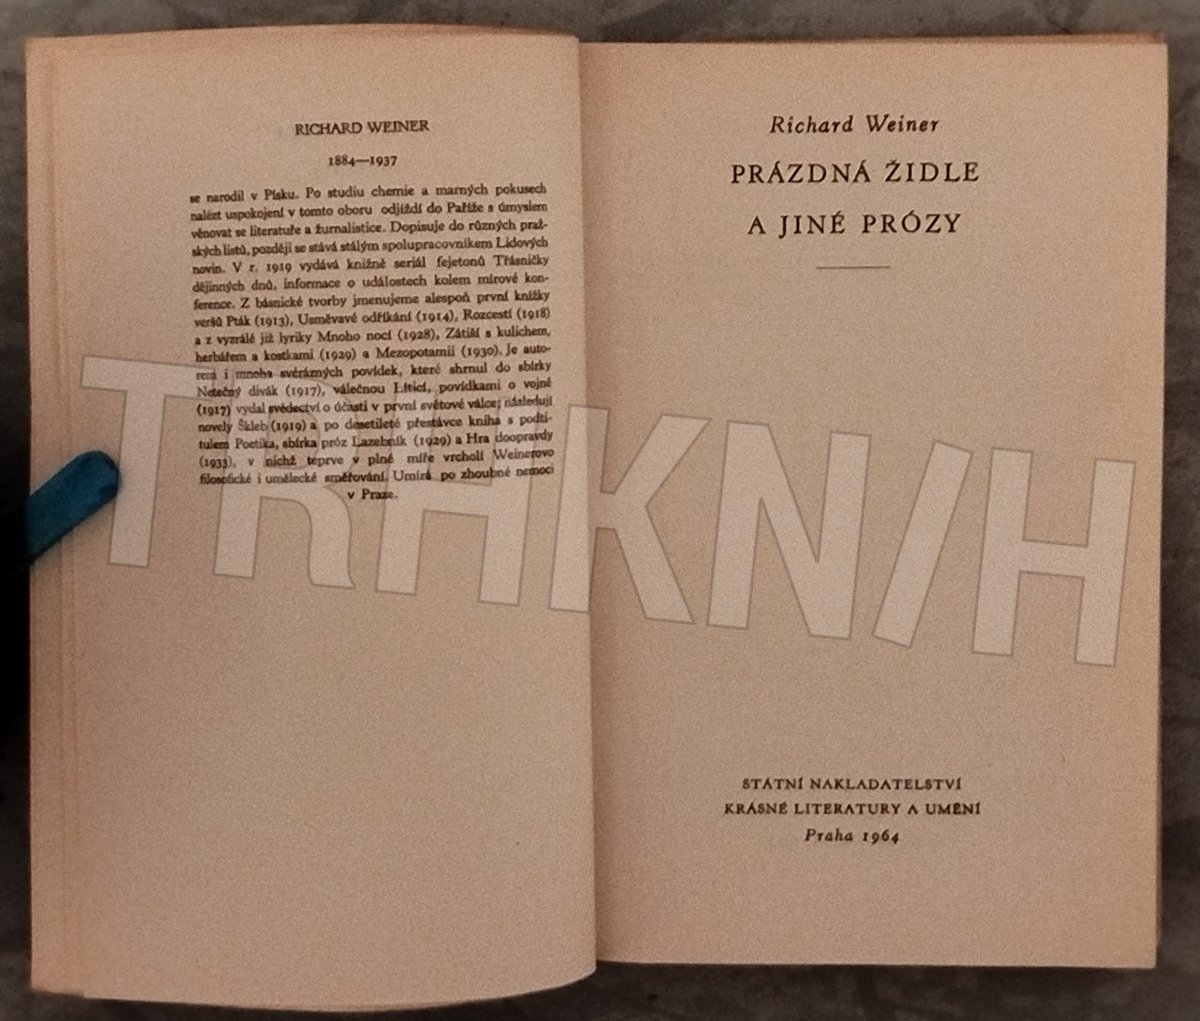 RICHARD WEINER
1884—1937
se narodil v Písku. Po studiu chemie a marných pokusech
nalézt uspokojení v tomto oboru odjíždí do Paříže s úmyslem
věnovat se literatuře a žurnalistice. Dopisuje do různých praž-
ských listů, později se stává stálým spolupracovníkem Lidových
novin. V r. 1919 vydává knižně seriál fejetonů Třásničky
dějinných dnů, informace o událostech kolem mírové kon-
ference. Z básnické tvorby jmenujeme alespoň první knížky
veršů Pták (1913), Usměvavé odříkání (1914), Rozcestí (1918)
a z vyzrálé již lyriky Mnoho nocí (1928), Zátiší s kulichem,
herbářem a kostkami (1929) a Mezopotamii (1930). Je auto-
rem i mnoha svérázných povídek, které shrnul do sbírky
Netečný divák (1917), válečnou Líticí, povídkami o vojně
(1917) vydal svědectví o účasti v první světové válce; následují
novely Škleb (1919) a po desetileté přestávce kniha s podti-
tulem Poetika, sbírka próz Lazebník (1929) a Hra doopravdy
(1933), v nichž teprve v plné míře vrcholí Weinerovo
filosofické i umělecké směřování. Umírá po zhoubné nemoci
v Praze.
Richard Weiner
PRÁZDNÁ ŽIDLE
A JINÉ PRÓZY
STÁTNÍ NAKLADATELSTVÍ
KRÁSNÉ LITERATURY A UMĚNÍ
Praha 1964
TRHKNIH